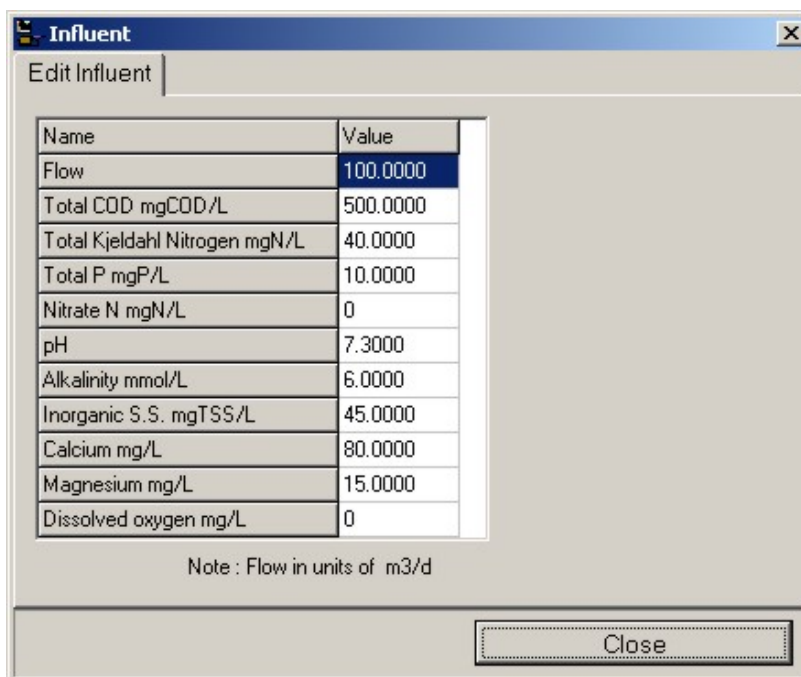 Influent
Edit Influent
Name Value
Flow 100.0000
Total COD mgCOD/L 500.0000
Total Kjeldahl Nitrogen mgN/L 40.0000
Total P mgP/L 10.0000
Nitrate N mgN/L 0
pH 7.3000
Alkalinity mmol/L 6.0000
Inorganic S.S. mgTSS/L 45.0000
Calcium mg/L 80.0000
Magnesium mg/L 15.0000
Dissolved oxygen mg/L 0
Note : Flow in units of m3/d
Close